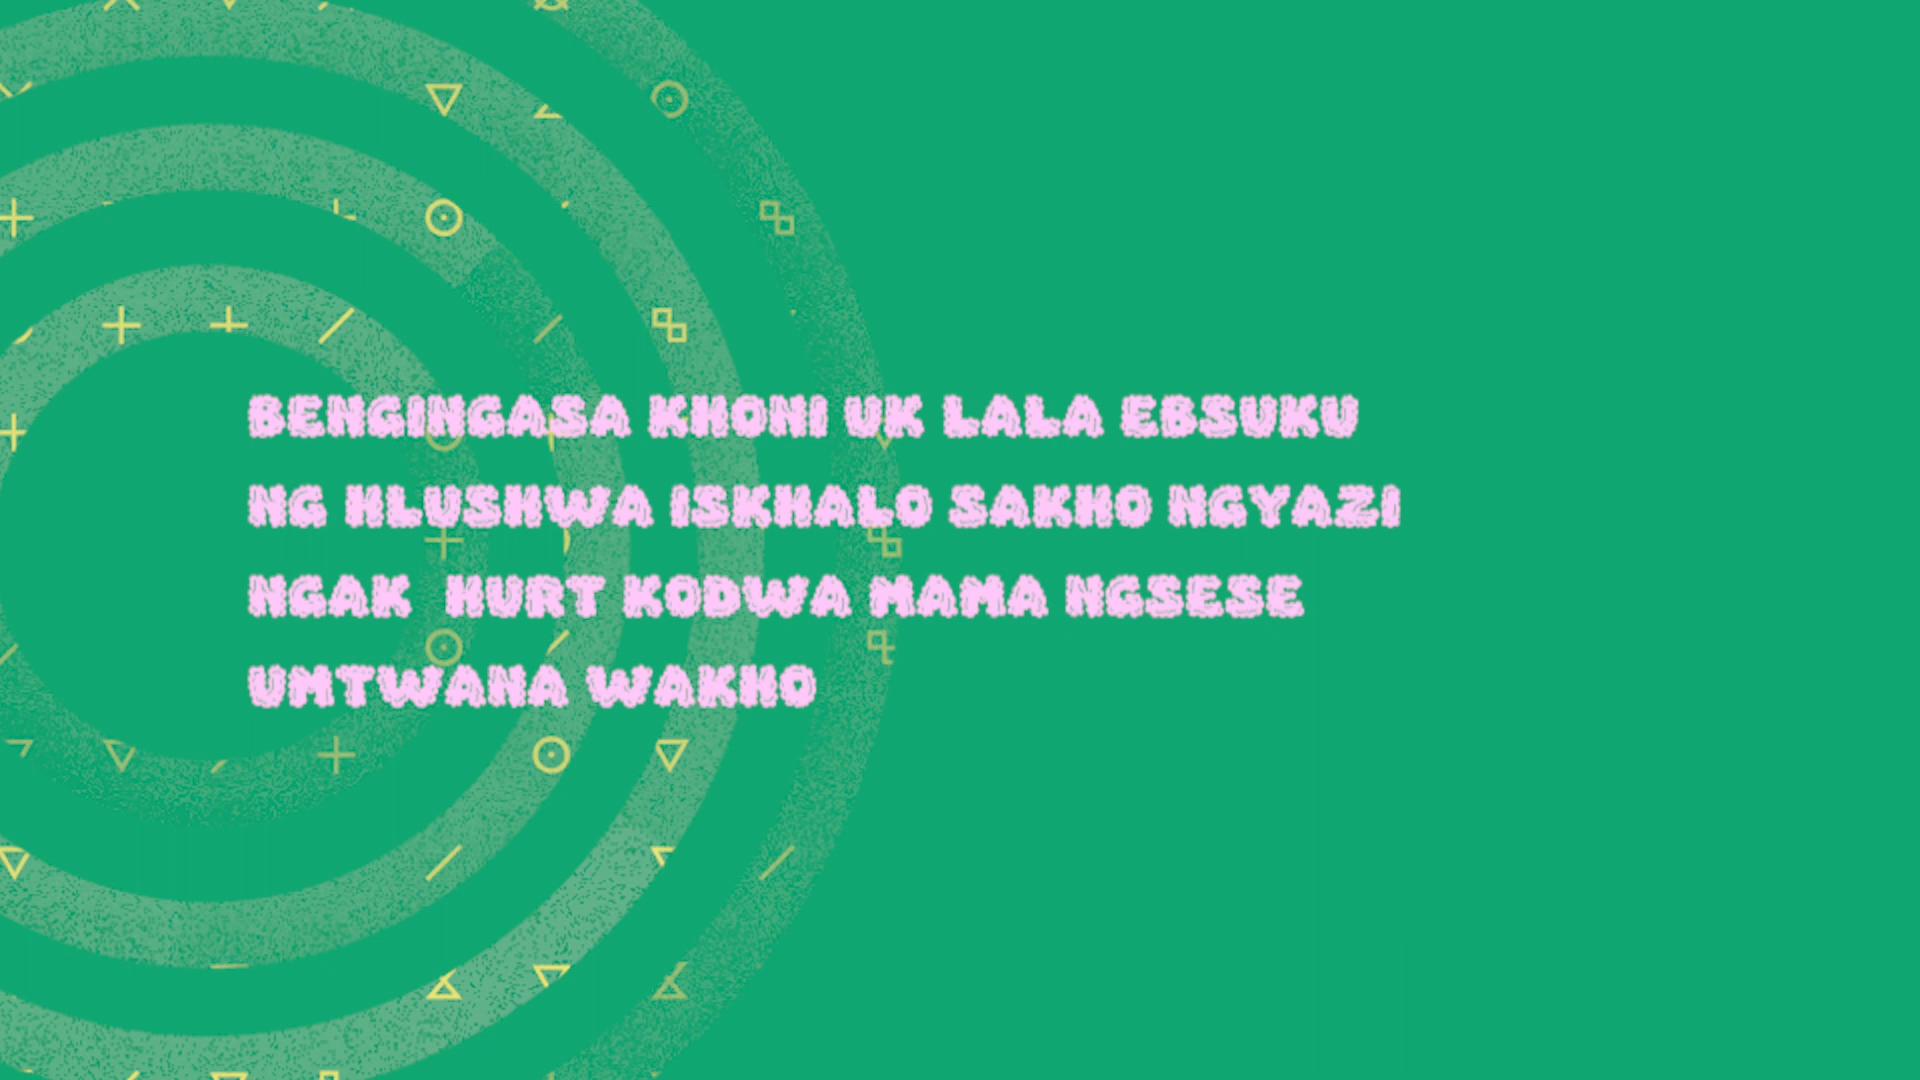 BENGINGASA KHONI UK LALA EBSUKU
NG HLUSHWA ISKHALO SAKHO NGYAZI
NGAK HURT KODWA MAMA NGSESE
UMTWANA WAKHO